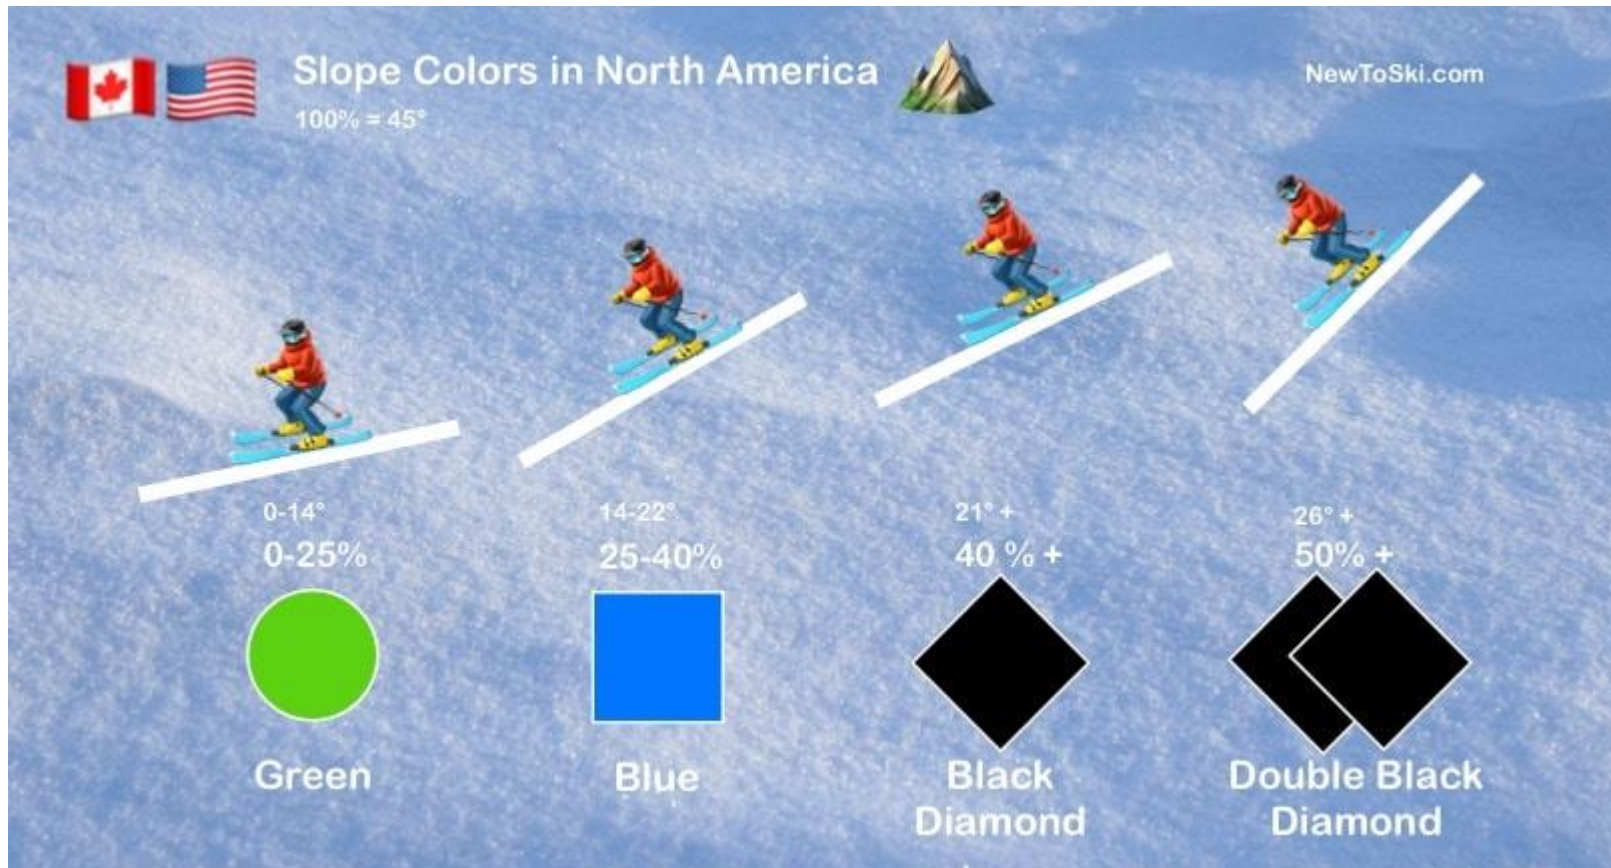 Slope Colors in North America
NewToSki.com
100% = 45°
0-14°
0-25%
Green
14-22°
25-40%
Blue
21° +
40 % +
Black
Diamond
26° +
50% +
Double Black
Diamond